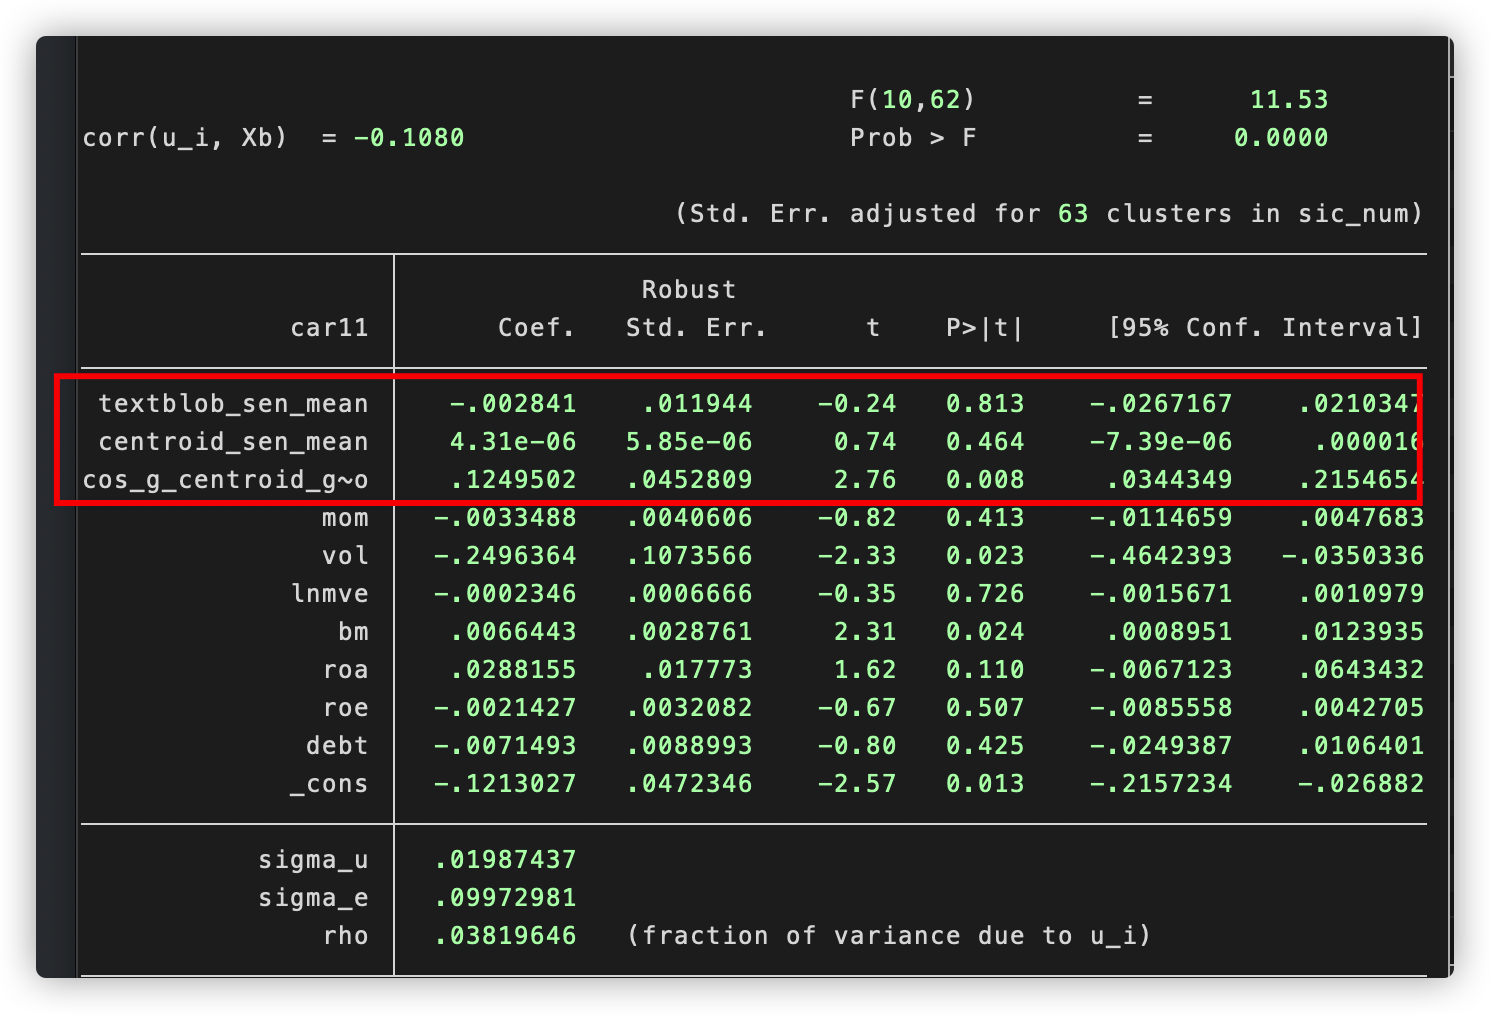 F(10,62) = 11.53
corr(u_i, Xb) = -0.1080 Prob > F = 0.0000
(Std. Err. adjusted for 63 clusters in sic_num)
Robust
car11 Coef. Std. Err. t P>|t| [95% Conf. Interval]
textblob_sen_mean -.002841 .011944 -0.24 0.813 -.0267167 .0210347
centroid_sen_mean 4.31e-06 5.85e-06 0.74 0.464 -7.39e-06 .000016
cos_g_centroid_g~o .1249502 .0452809 2.76 0.008 .0344349 .2154654
mom -.0033488 .0040606 -0.82 0.413 -.0114659 .0047683
vol -.2496364 .1073566 -2.33 0.023 -.4642393 -.0350336
lnmve -.0002346 .0006666 -0.35 0.726 -.0015671 .0010979
bm .0066443 .0028761 2.31 0.024 .0008951 .0123935
roa .0288155 .017773 1.62 0.110 -.0067123 .0643432
roe -.0021427 .0032082 -0.67 0.507 -.0085558 .0042705
debt -.0071493 .0088993 -0.80 0.425 -.0249387 .0106401
_cons -.1213027 .0472346 -2.57 0.013 -.2157234 -.026882
sigma_u .01987437
sigma_e .09972981
rho .03819646 (fraction of variance due to u_i)